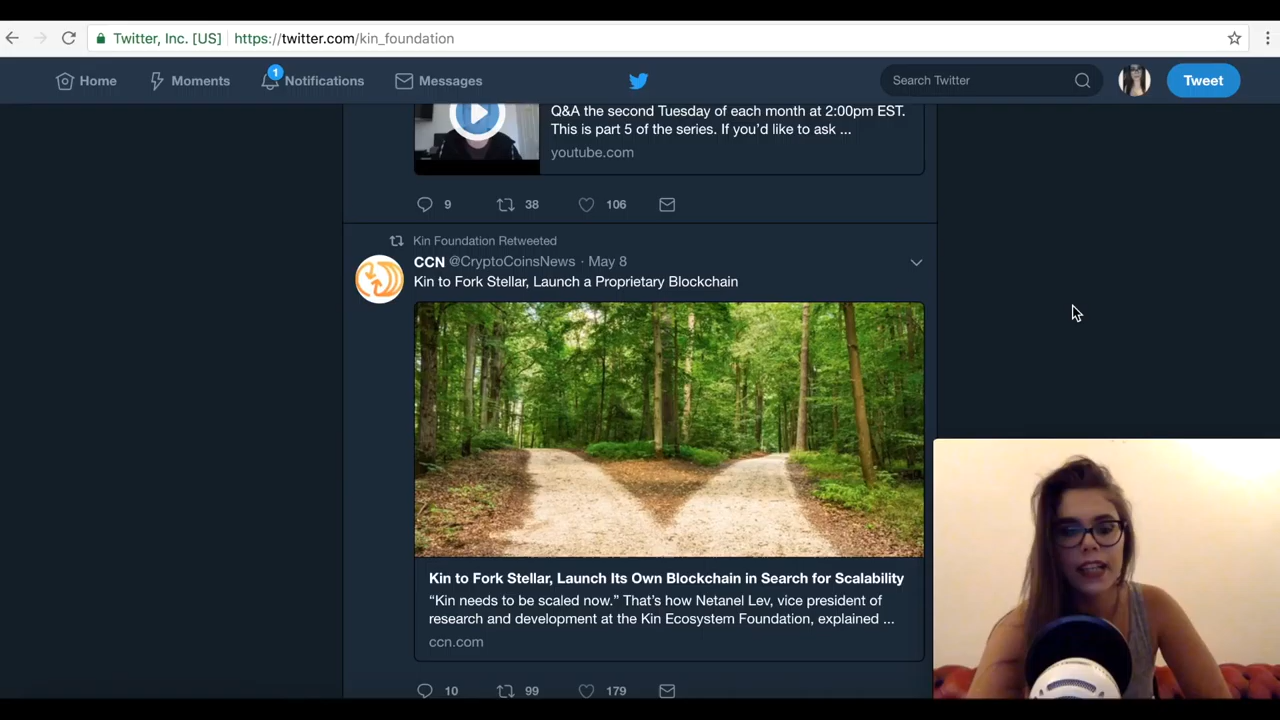 Twitter, Inc. [US]
https://twitter.com/kin_foundation
Home
Moments
1
Notifications
Messages
Search Twitter
Tweet
Q&A the second Tuesday of each month at 2:00pm EST.
This is part 5 of the series. If you’d like to ask ...
youtube.com
9
38
106
Kin Foundation Retweeted
CCN @CryptoCoinsNews · May 8
Kin to Fork Stellar, Launch a Proprietary Blockchain
Kin to Fork Stellar, Launch Its Own Blockchain in Search for Scalability
“Kin needs to be scaled now.” That’s how Netanel Lev, vice president of
research and development at the Kin Ecosystem Foundation, explained ...
ccn.com
10
99
179